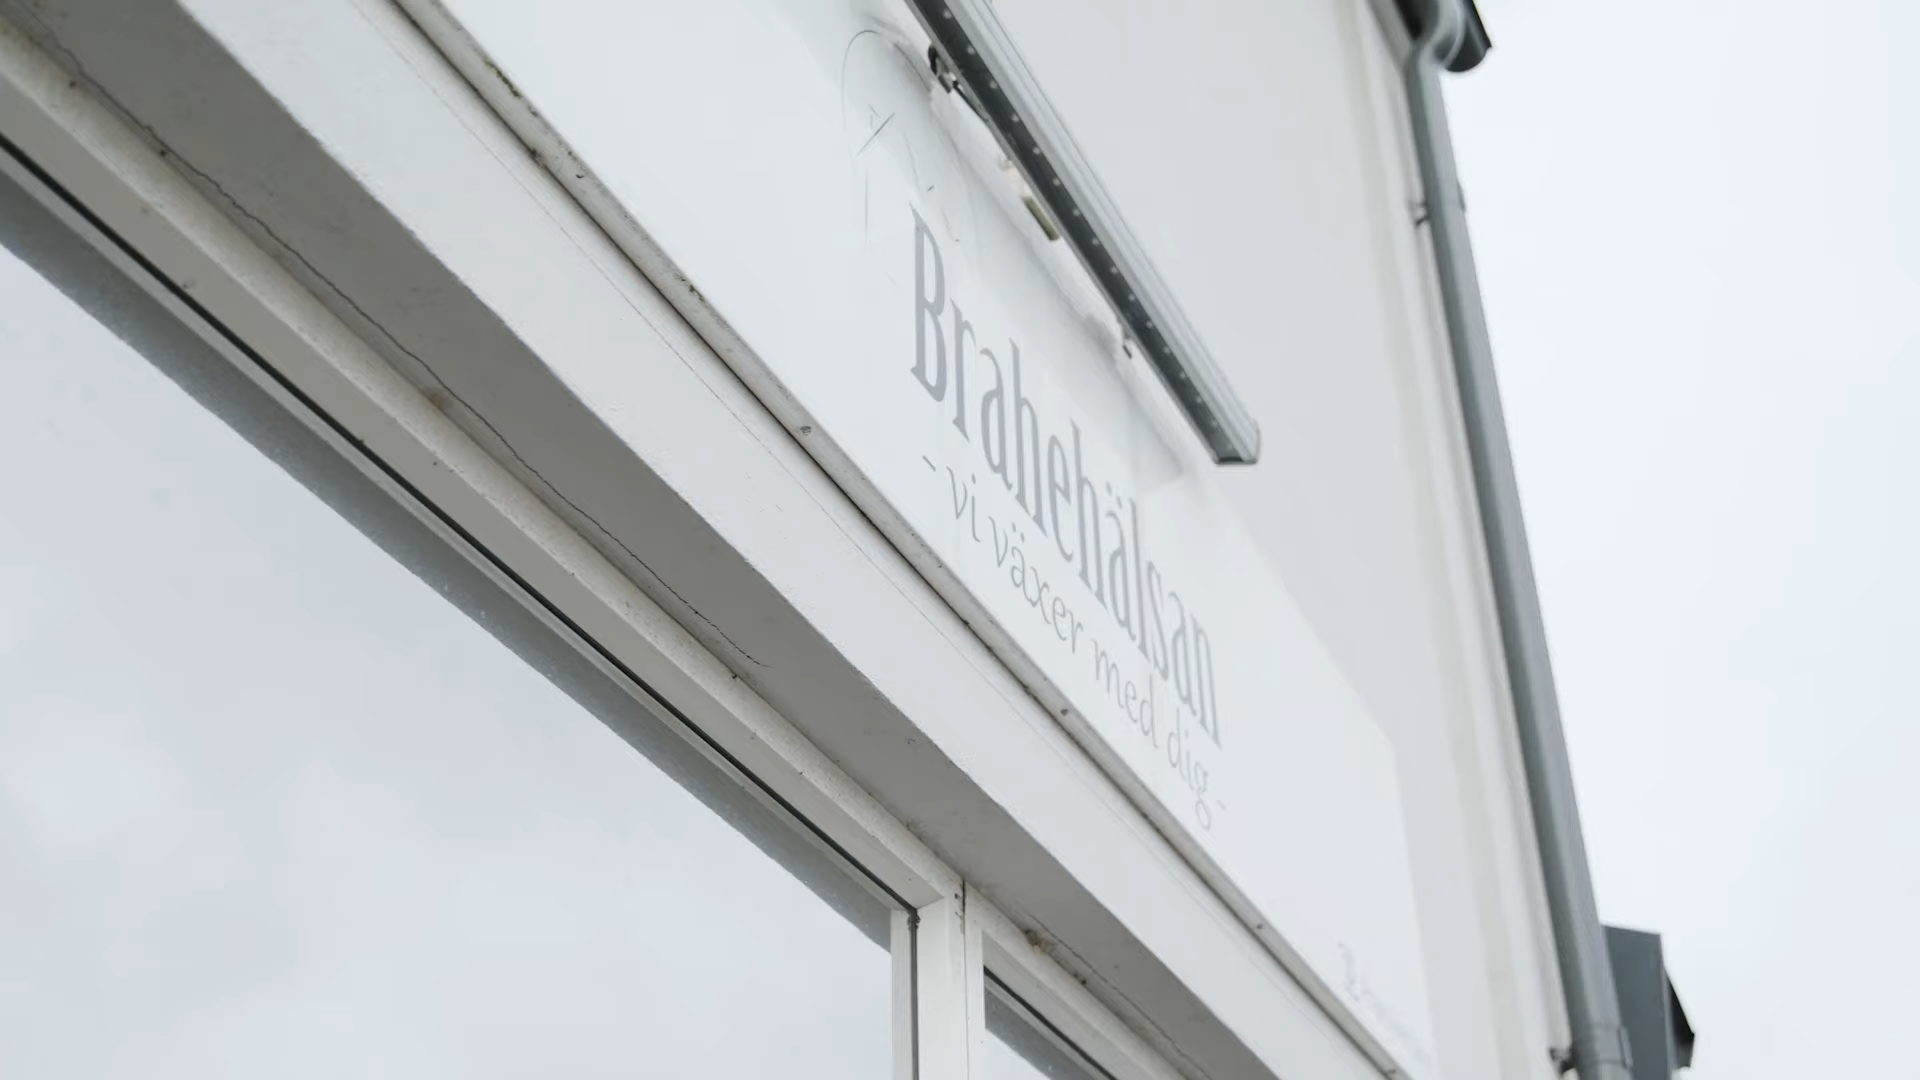 Brahehälsan
- vi växer med dig -